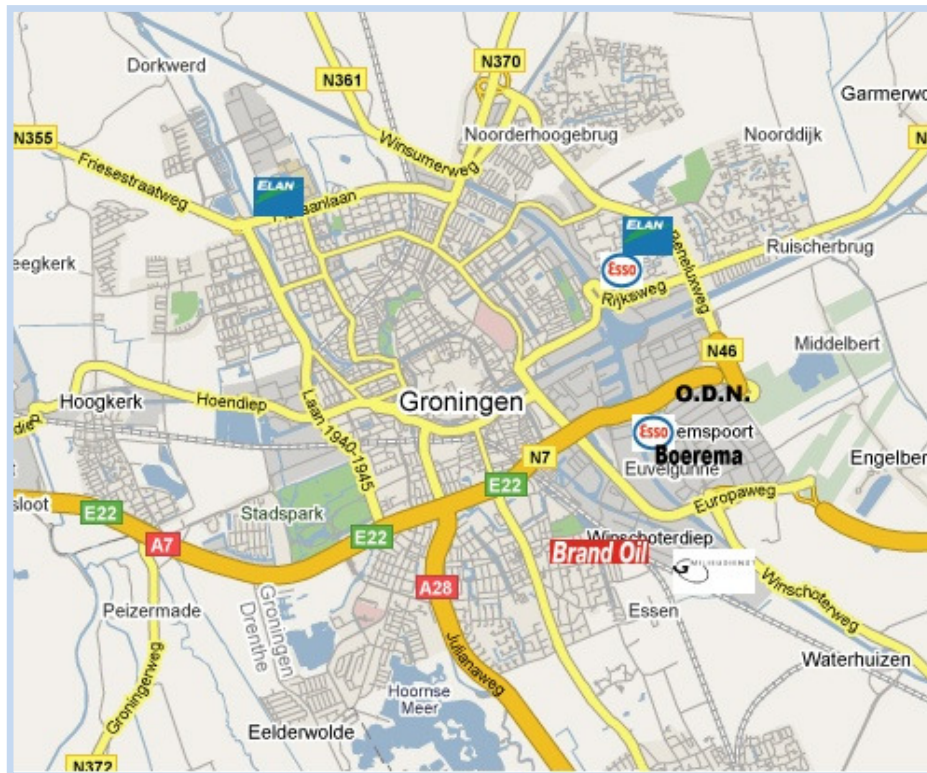 Dorkwerd
N361
N370
Garmerwo
N355
Friesestraatweg
Winsumerweg
Noorderhoogebrug
Noorddijk
N
ELAN
ELAN
Beneluxweg
Ruischerbrug
eegkerk
Esso
Rijksweg
N46
Middelbert
Hoogkerk
Hoendiep
Groningen
O.D.N.
Laan 1940-1945
Esso
emspoort
Boerema
N7
Euvelgunne
Engelber
sloot
E22
E22
Europaweg
Stadspark
E22
A7
Winschoterdiep
Brand Oil
G MILIEUDIENST
A28
Winschoterweg
Peizermade
Groningen
Drenthe
Essen
Julianaweg
Waterhuizen
Groningerweg
Hoornse
Meer
Eelderwolde
N372